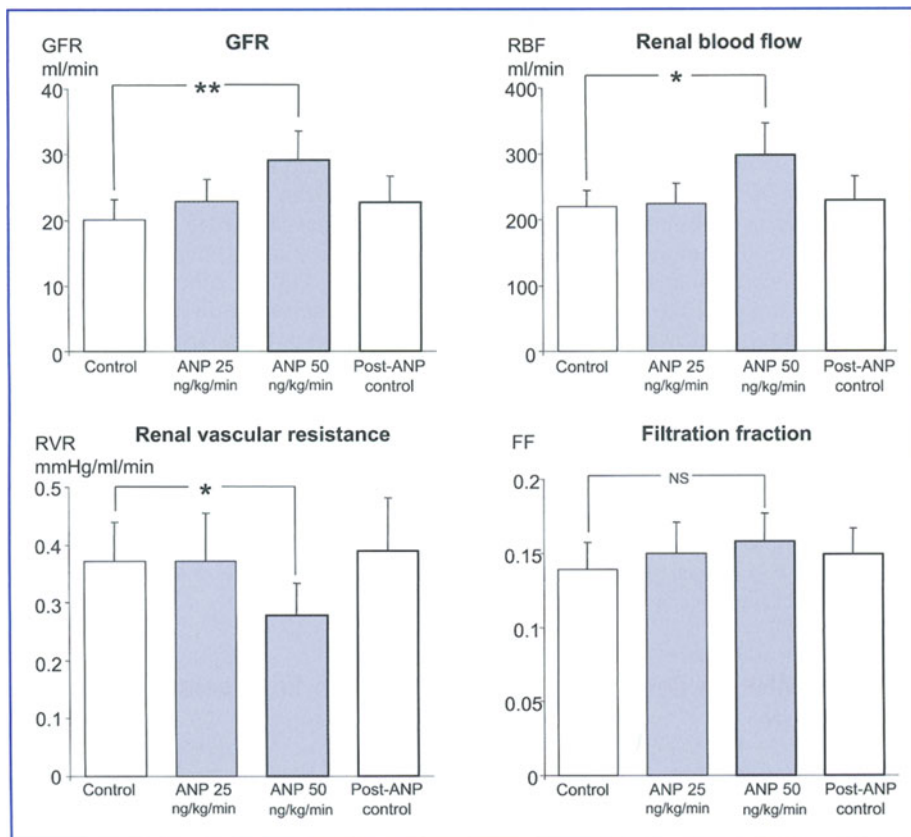 GFR
GFR
ml/min
**
40
30
20
10
0
Control
ANP 25
ng/kg/min
ANP 50
ng/kg/min
Post-ANP
control
Renal blood flow
RBF
ml/min
*
400
300
200
100
0
Control
ANP 25
ng/kg/min
ANP 50
ng/kg/min
Post-ANP
control
Renal vascular resistance
RVR
mmHg/ml/min
*
0.5
0.4
0.3
0.2
0.1
0
Control
ANP 25
ng/kg/min
ANP 50
ng/kg/min
Post-ANP
control
Filtration fraction
FF
NS
0.2
0.15
0.1
0.05
0
Control
ANP 25
ng/kg/min
ANP 50
ng/kg/min
Post-ANP
control